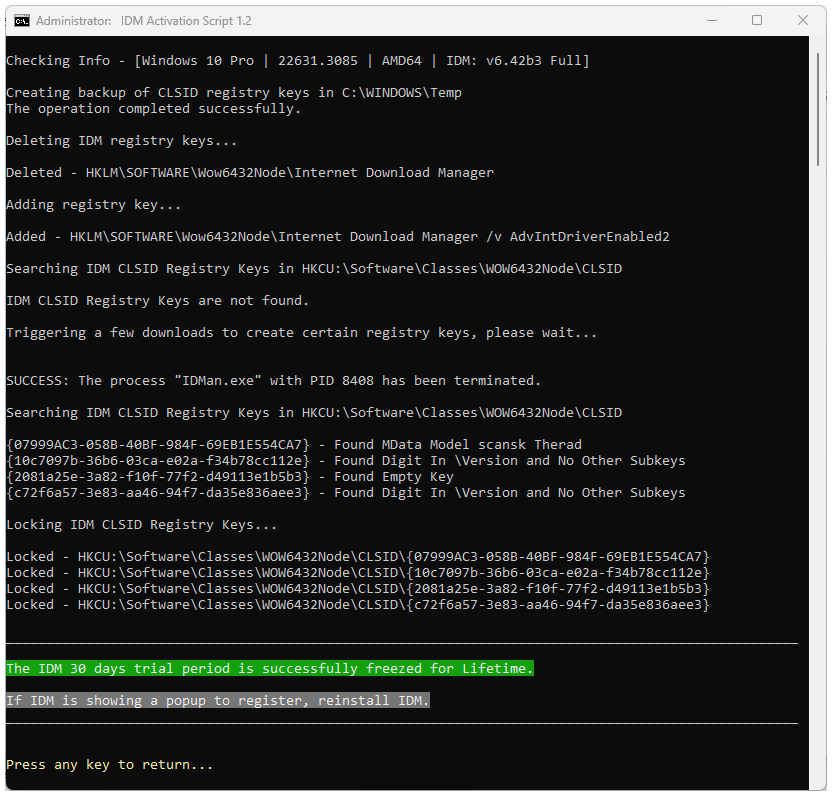 Administrator: IDM Activation Script 1.2
Checking Info - [Windows 10 Pro | 22631.3085 | AMD64 | IDM: v6.42b3 Full]
Creating backup of CLSID registry keys in C:\WINDOWS\Temp
The operation completed successfully.
Deleting IDM registry keys...
Deleted - HKLM\SOFTWARE\Wow6432Node\Internet Download Manager
Adding registry key...
Added - HKLM\SOFTWARE\Wow6432Node\Internet Download Manager /v AdvIntDriverEnabled2
Searching IDM CLSID Registry Keys in HKCU:\Software\Classes\WOW6432Node\CLSID
IDM CLSID Registry Keys are not found.
Triggering a few downloads to create certain registry keys, please wait...
SUCCESS: The process "IDMan.exe" with PID 8408 has been terminated.
Searching IDM CLSID Registry Keys in HKCU:\Software\Classes\WOW6432Node\CLSID
{07999AC3-058B-40BF-984F-69EB1E554CA7} - Found MData Model scansk Therad
{10c7097b-36b6-03ca-e02a-f34b78cc112e} - Found Digit In \Version and No Other Subkeys
{2081a25e-3a82-f10f-77f2-d49113e1b5b3} - Found Empty Key
{c72f6a57-3e83-aa46-94f7-da35e836aee3} - Found Digit In \Version and No Other Subkeys
Locking IDM CLSID Registry Keys...
Locked - HKCU:\Software\Classes\WOW6432Node\CLSID\{07999AC3-058B-40BF-984F-69EB1E554CA7}
Locked - HKCU:\Software\Classes\WOW6432Node\CLSID\{10c7097b-36b6-03ca-e02a-f34b78cc112e}
Locked - HKCU:\Software\Classes\WOW6432Node\CLSID\{2081a25e-3a82-f10f-77f2-d49113e1b5b3}
Locked - HKCU:\Software\Classes\WOW6432Node\CLSID\{c72f6a57-3e83-aa46-94f7-da35e836aee3}
The IDM 30 days trial period is successfully freezed for Lifetime.
If IDM is showing a popup to register, reinstall IDM.
Press any key to return...